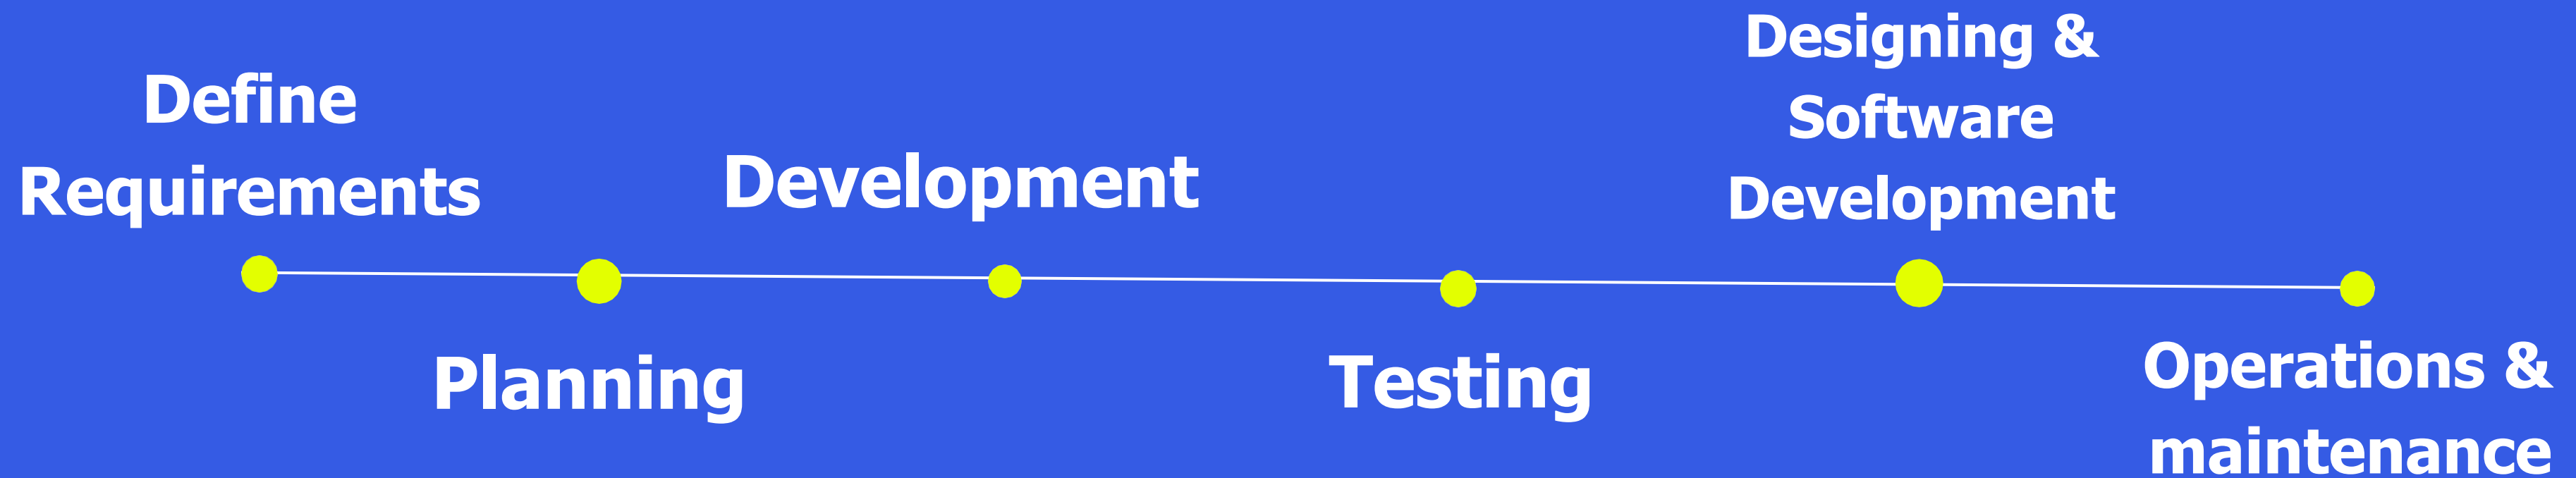 Define
Requirements
Planning
Development
Testing
Designing &
Software
Development
Operations &
maintenance